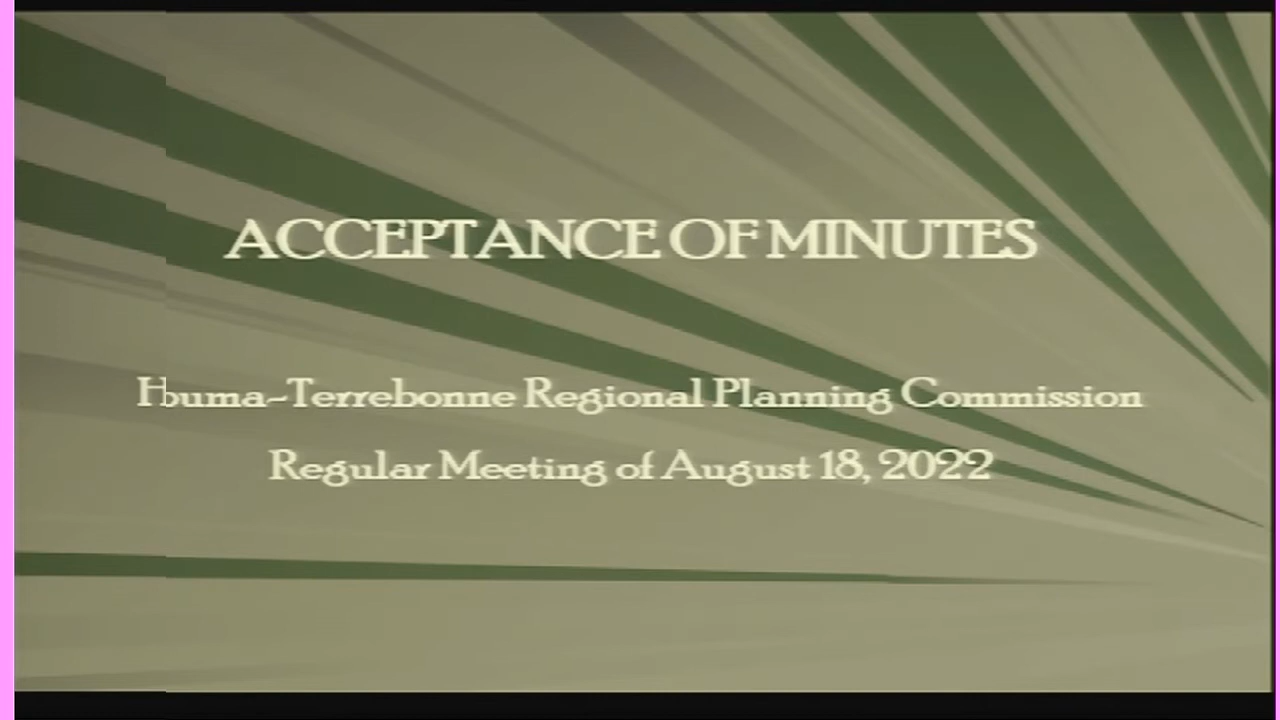 ACCEPTANCE OF MINUTES
Houma-Terrebonne Regional Planning Commission
Regular Meeting of August 18, 2022